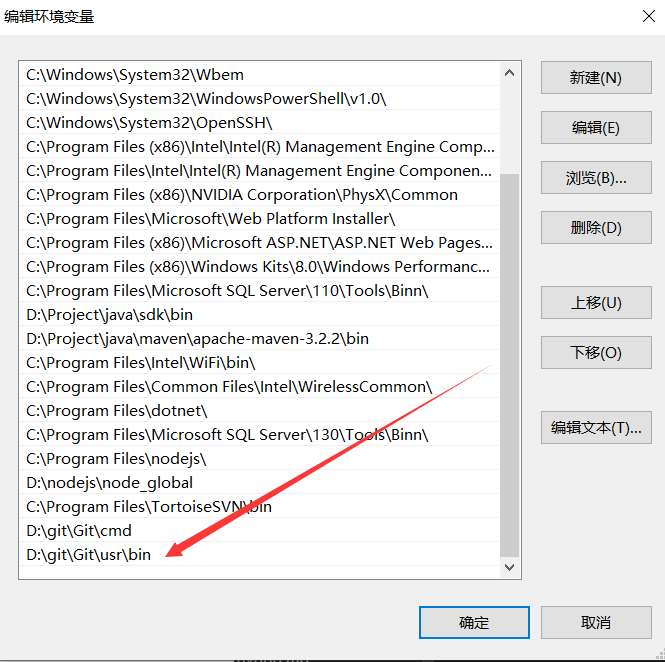 编辑环境变量
C:\Windows\System32\Wbem
C:\Windows\System32\WindowsPowerShell\v1.0\
C:\Windows\System32\OpenSSH\
C:\Program Files (x86)\Intel\Intel(R) Management Engine Comp...
C:\Program Files\Intel\Intel(R) Management Engine Componen...
C:\Program Files (x86)\NVIDIA Corporation\PhysX\Common
C:\Program Files\Microsoft\Web Platform Installer\
C:\Program Files (x86)\Microsoft ASP.NET\ASP.NET Web Pages...
C:\Program Files (x86)\Windows Kits\8.0\Windows Performanc...
C:\Program Files\Microsoft SQL Server\110\Tools\Binn\
D:\Project\java\sdk\bin
D:\Project\java\maven\apache-maven-3.2.2\bin
C:\Program Files\Intel\WiFi\bin\
C:\Program Files\Common Files\Intel\WirelessCommon\
C:\Program Files\dotnet\
C:\Program Files\Microsoft SQL Server\130\Tools\Binn\
C:\Program Files\nodejs\
D:\nodejs\node_global
C:\Program Files\TortoiseSVN\bin
D:\git\Git\cmd
D:\git\Git\usr\bin
新建(N)
编辑(E)
浏览(B)...
删除(D)
上移(U)
下移(O)
编辑文本(T)...
确定
取消